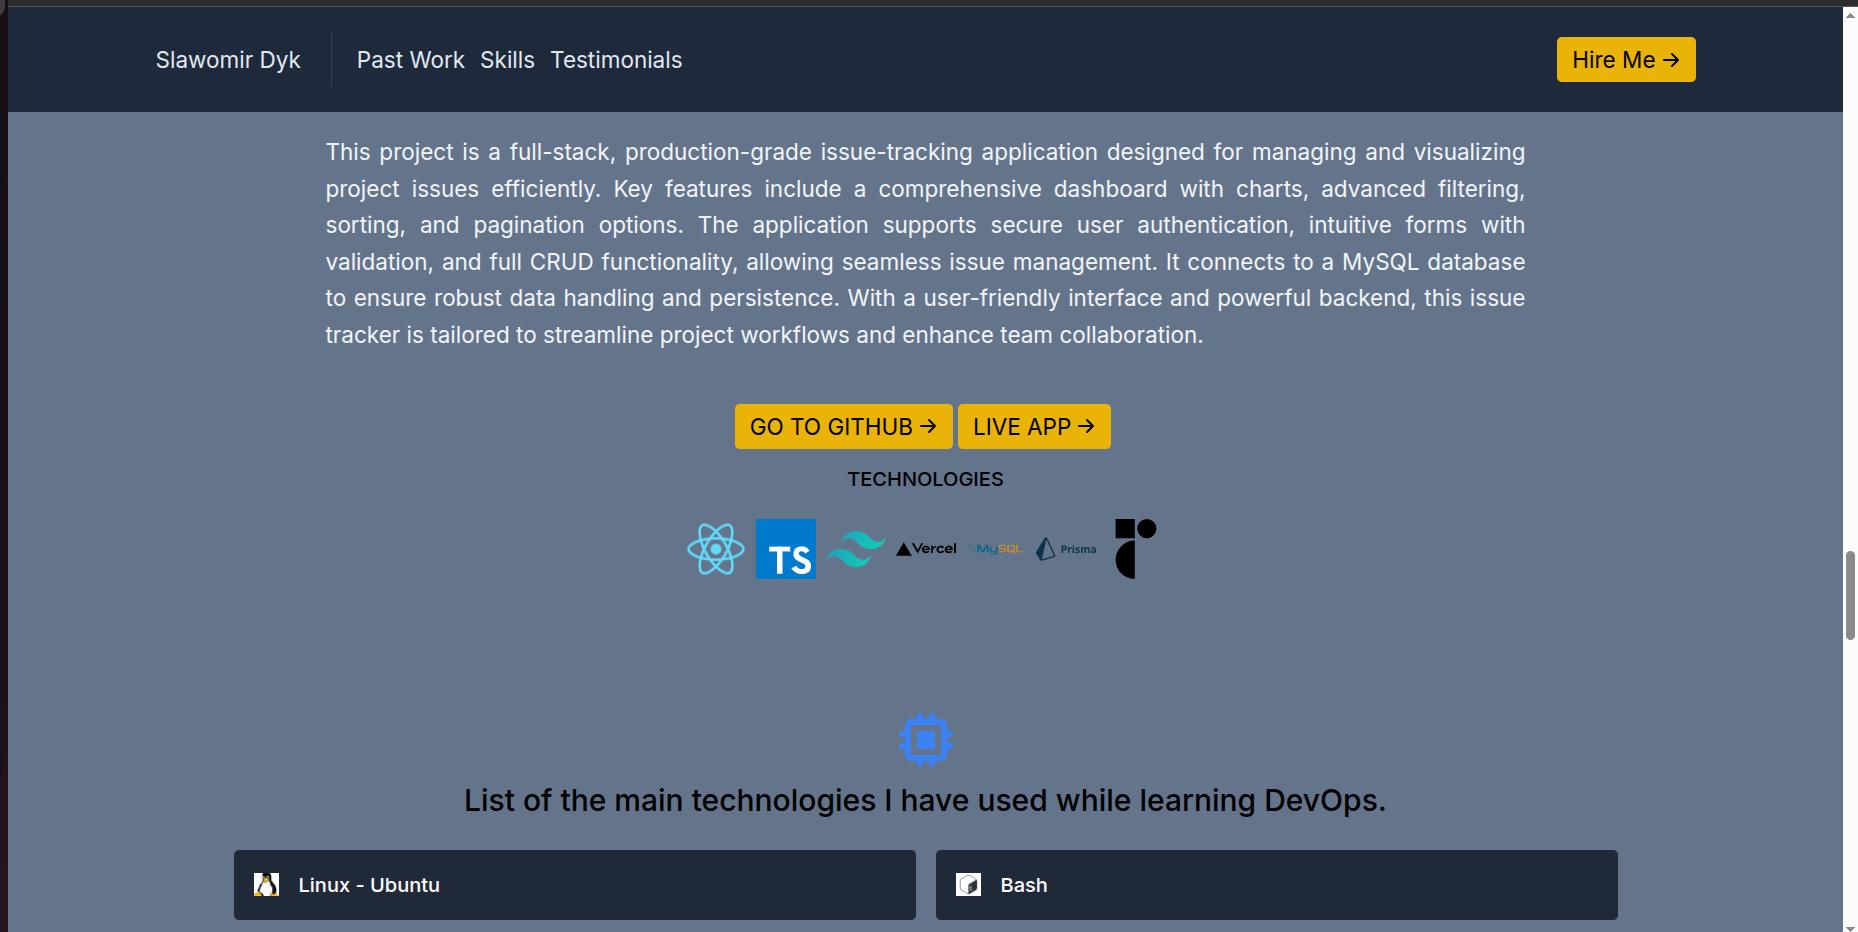 Slawomir Dyk
Past Work Skills Testimonials
Hire Me →
This project is a full-stack, production-grade issue-tracking application designed for managing and visualizing
project issues efficiently. Key features include a comprehensive dashboard with charts, advanced filtering,
sorting, and pagination options. The application supports secure user authentication, intuitive forms with
validation, and full CRUD functionality, allowing seamless issue management. It connects to a MySQL database
to ensure robust data handling and persistence. With a user-friendly interface and powerful backend, this issue
tracker is tailored to streamline project workflows and enhance team collaboration.
GO TO GITHUB →
LIVE APP →
TECHNOLOGIES
TS
Vercel
MySQL
Prisma
List of the main technologies I have used while learning DevOps.
Linux - Ubuntu
Bash